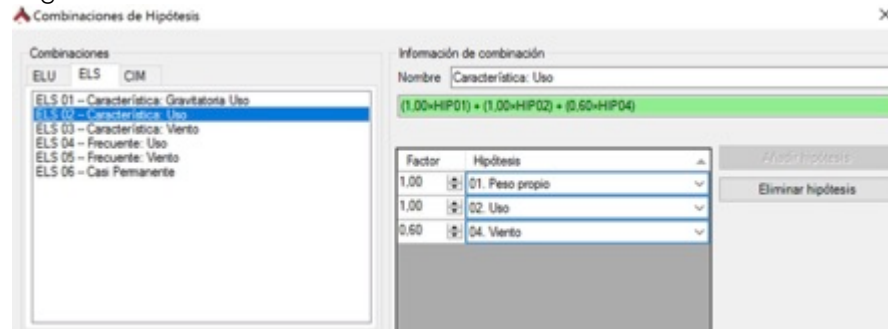 Combinaciones de Hipótesis
Combinaciones
ELU ELS CIM
ELS 01 – Característica: Gravitatoria Uso
ELS 02 – Característica: Uso
ELS 03 – Característica: Viento
ELS 04 – Frecuente: Uso
ELS 05 – Frecuente: Viento
ELS 06 – Casi Permanente
Información de combinación
Nombre Característica: Uso
(1,00×HIP01) + (1,00×HIP02) + (0,60×HIP04)
Factor Hipótesis
1,00 01. Peso propio
1,00 02. Uso
0,60 04. Viento
Añadir hipótesis
Eliminar hipótesis